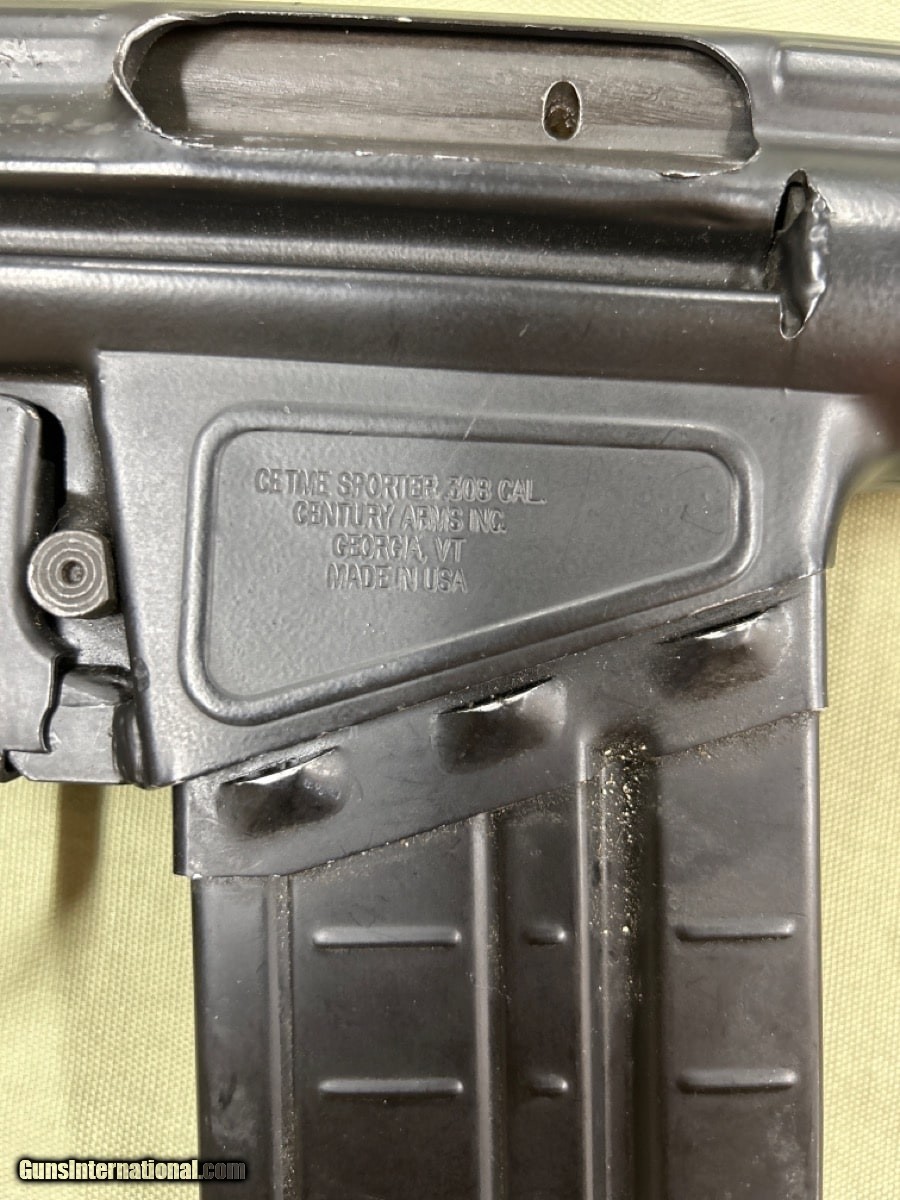 CETME SPORTER .308 CAL.
CENTURY ARMS INC.
GEORGIA, VT
MADE IN USA
GunsInternational.com